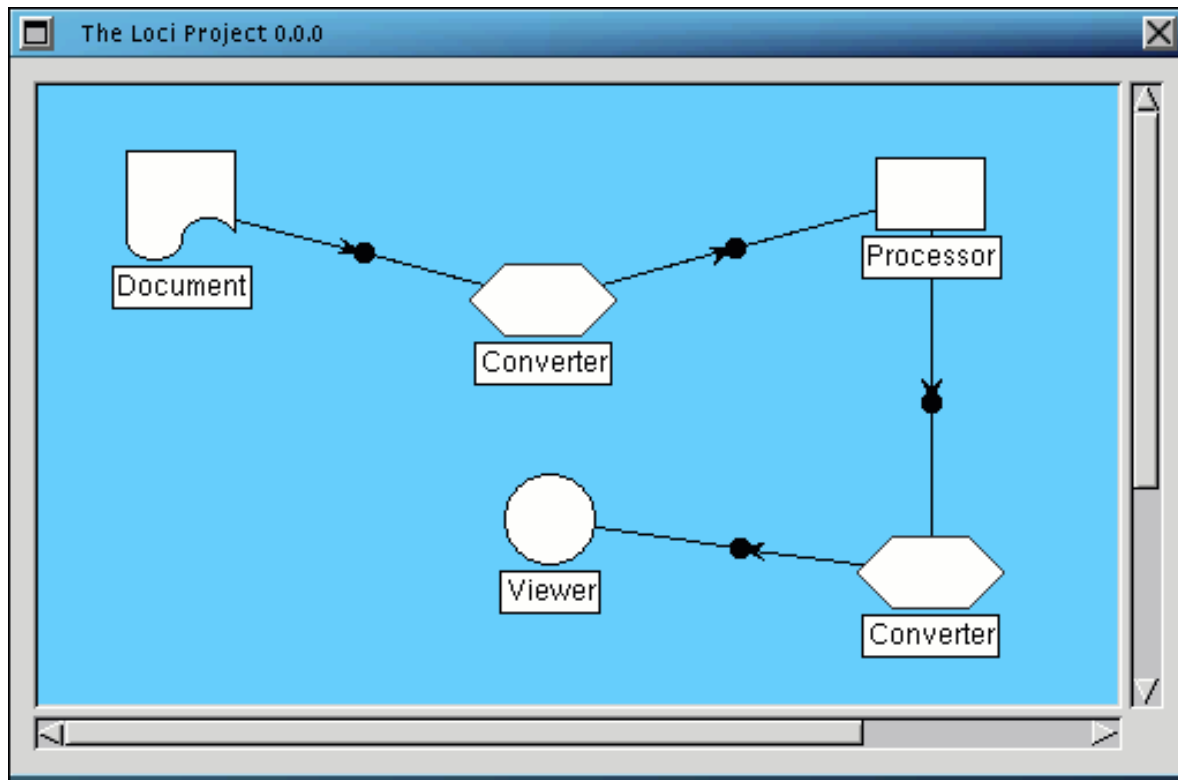 The Loci Project 0.0.0
Document
Processor
Converter
Viewer
Converter